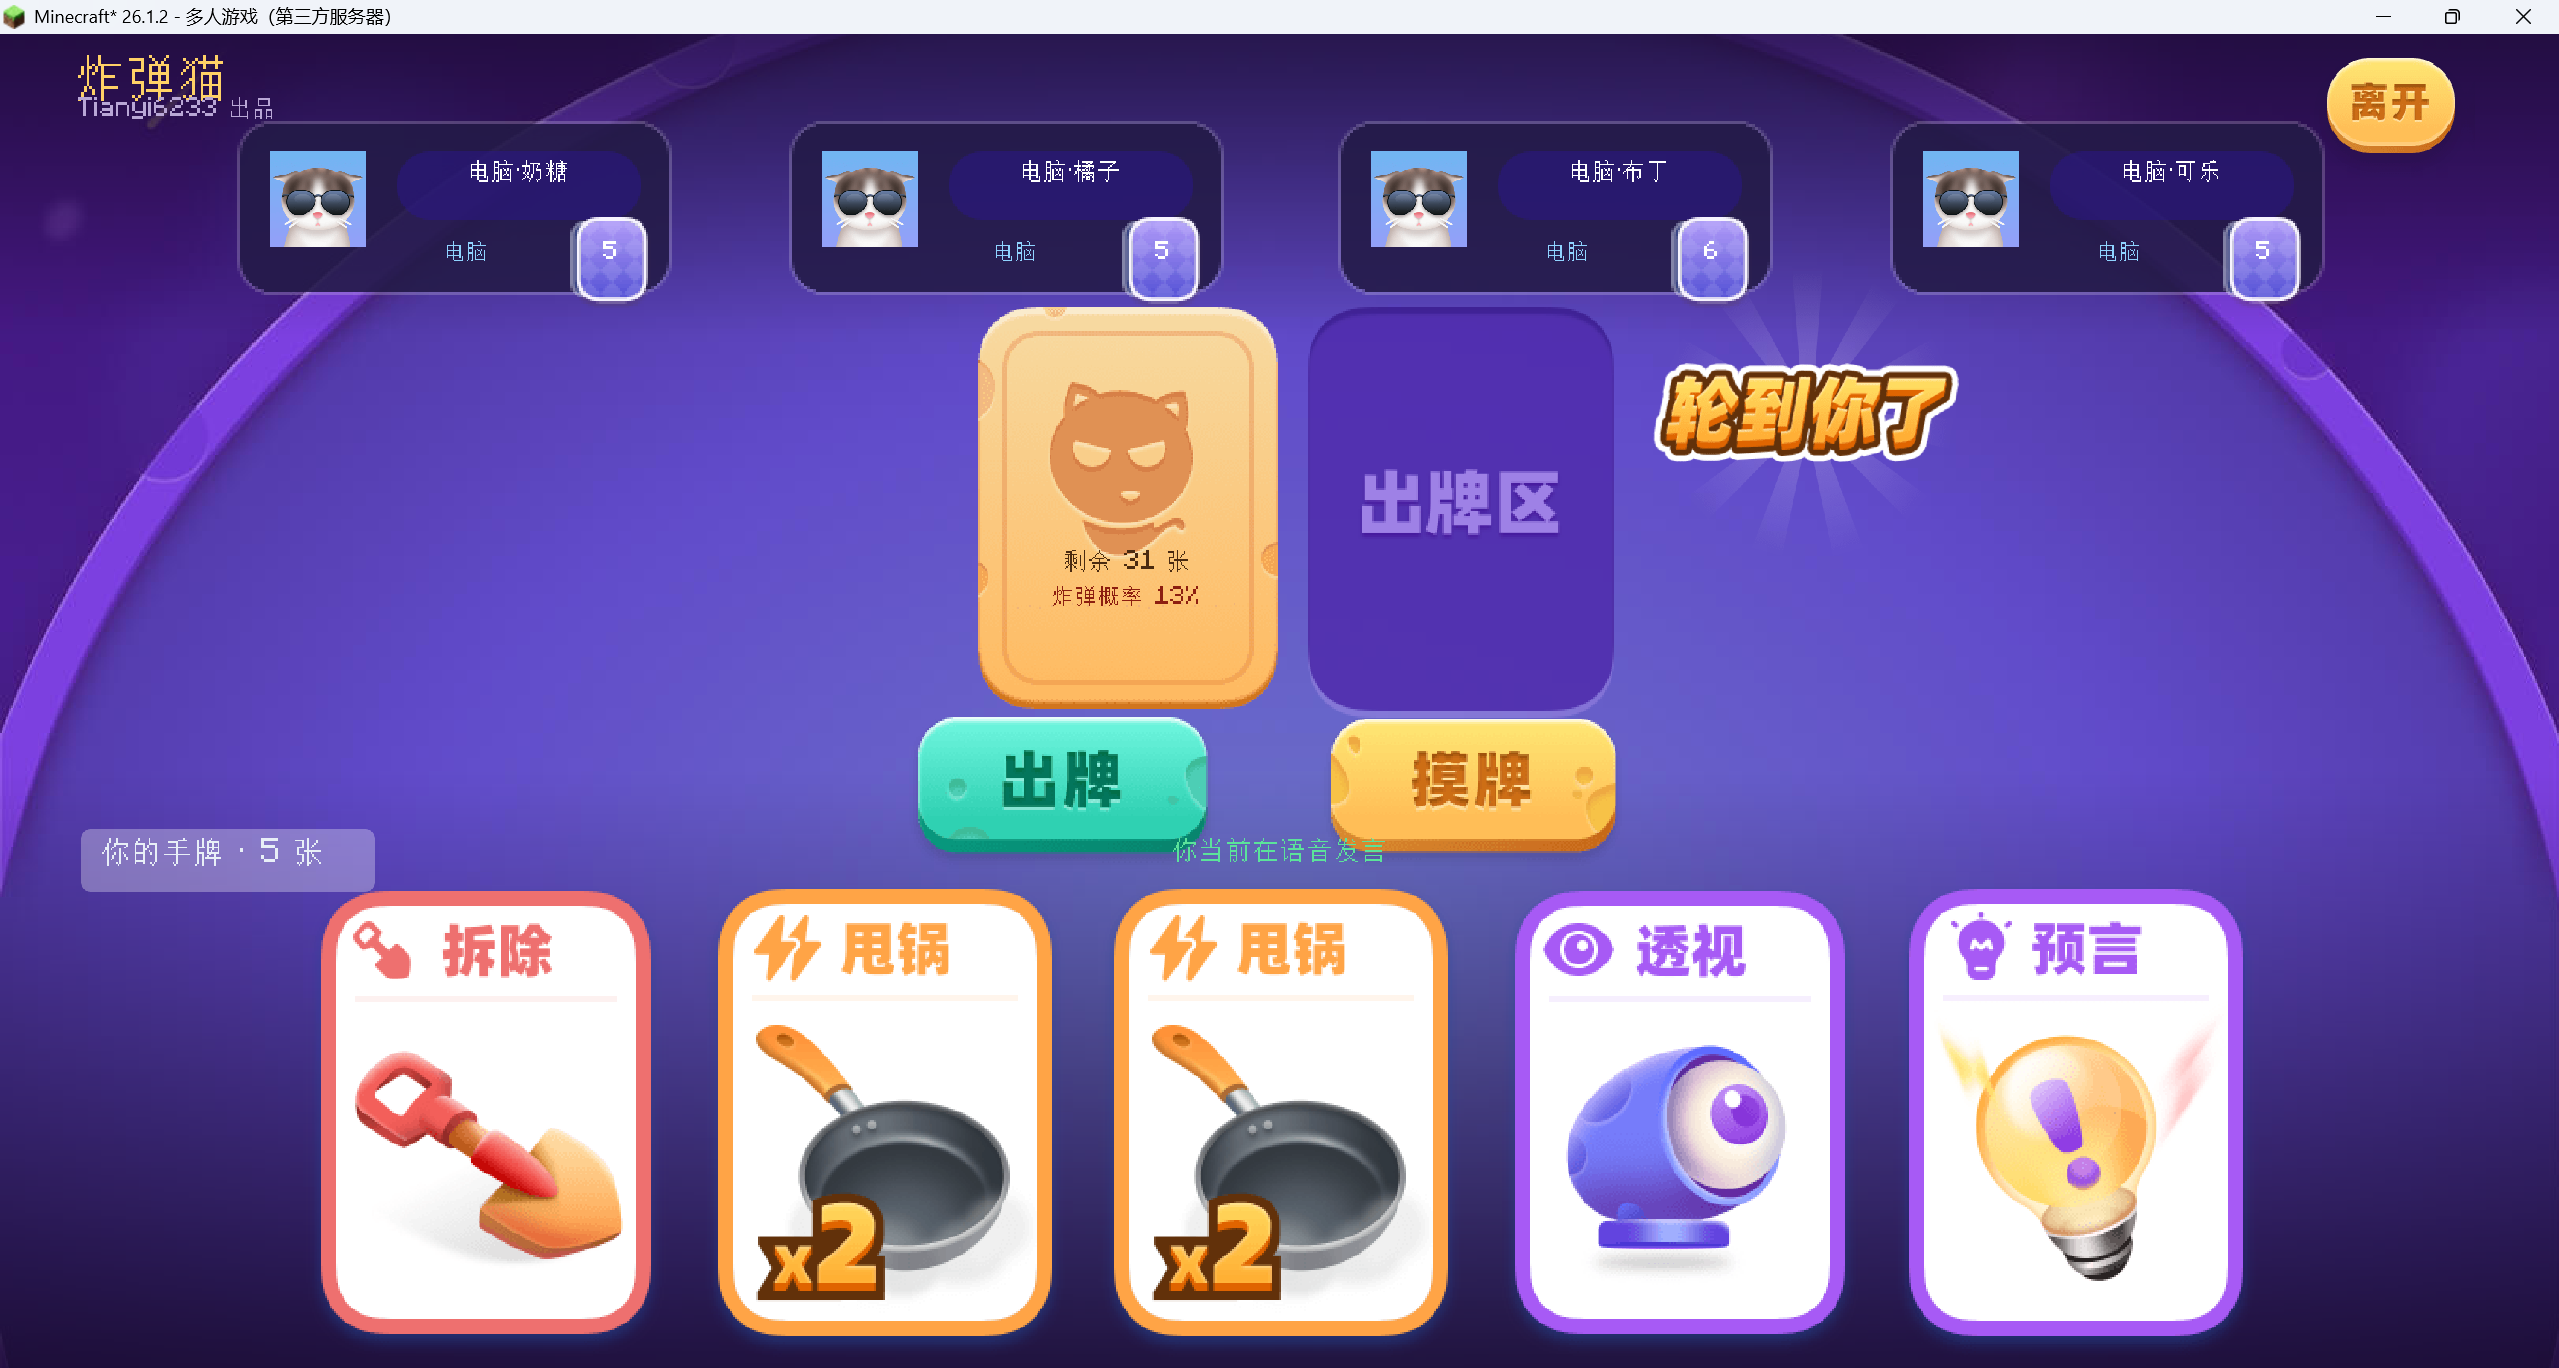 Minecraft* 26.1.2 - 多人游戏（第三方服务器）
炸弹猫
Tianyi6233 出品
离开
电脑·奶糖
电脑
5
电脑·橘子
电脑
5
电脑·布丁
电脑
6
电脑·可乐
电脑
5
剩余 31 张
炸弹概率 13%
出牌区
轮到你了
出牌
摸牌
你当前在语音发言
你的手牌 · 5 张
拆除
甩锅
x2
甩锅
x2
透视
预言